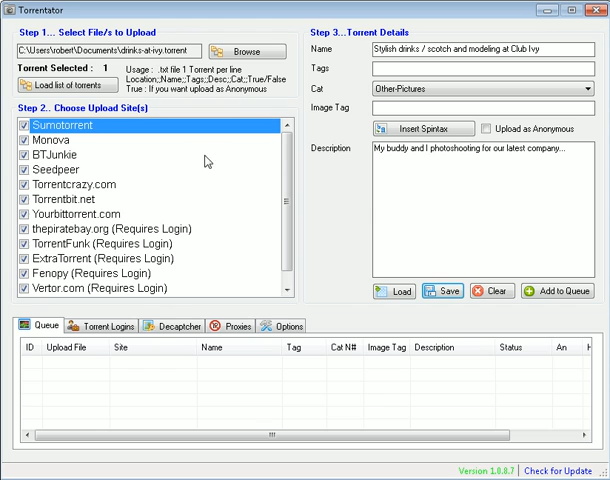 Torrentator
Step 1... Select File/s to Upload
C:\Users\robert\Documents\drinks-at-ivy.torrent
Browse
Torrent Selected : 1
Load list of torrents
Usage : .txt file 1 Torrent per line
Location;;Name;;Tags;;Desc;;Cat;;True/False
True : If you want upload as Anonymous
Step 2.. Choose Upload Site(s)
Sumotorrent
Monova
BTJunkie
Seedpeer
Torrentcrazy.com
Torrentbit.net
Yourbittorrent.com
thepiratebay.org (Requires Login)
TorrentFunk (Requires Login)
ExtraTorrent (Requires Login)
Fenopy (Requires Login)
Vertor.com (Requires Login)
Step 3...Torrent Details
Name
Stylish drinks / scotch and modeling at Club Ivy
Tags
Cat
Other-Pictures
Image Tag
Insert Spintax
Upload as Anonymous
Description
My buddy and I photoshooting for our latest company...
Load
Save
Clear
Add to Queue
Queue
Torrent Logins
Decaptcher
Proxies
Options
ID Upload File Site Name Tag Cat N# Image Tag Description Status An H
Version 1.0.8.7
Check for Update